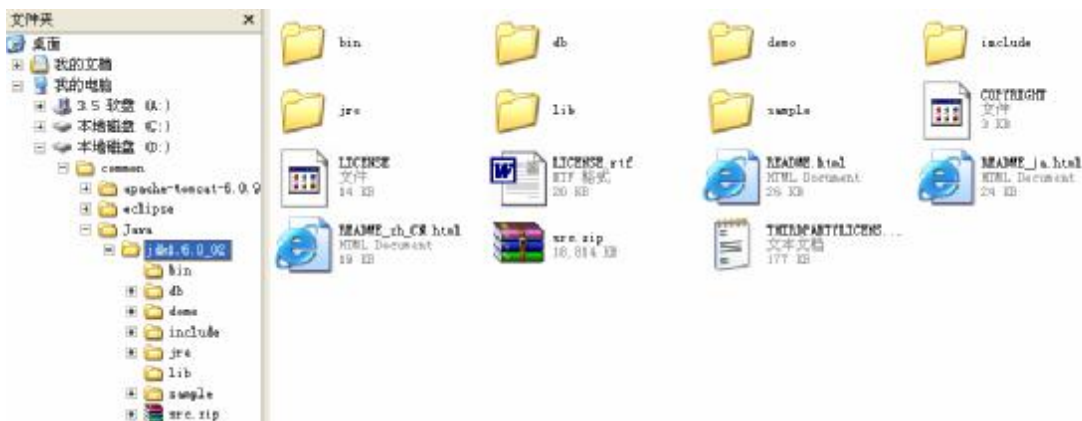 文件夹
桌面
我的文档
我的电脑
3.5 软盘 (A:)
本地磁盘 (C:)
本地磁盘 (D:)
common
apache-tomcat-6.0.9
eclipse
Java
jdk1.6.0_02
bin
db
demo
include
jre
lib
sample
src.zip
bin
db
demo
include
jre
lib
sample
COPYRIGHT
文件
3 KB
LICENSE
文件
14 KB
LICENSE.rtf
RTF 格式
20 KB
README.html
HTML Document
26 KB
README_ja.html
HTML Document
24 KB
README_zh_CN.html
HTML Document
19 KB
src.zip
18,814 KB
THIRDPARTYLICENS...
文本文档
177 KB